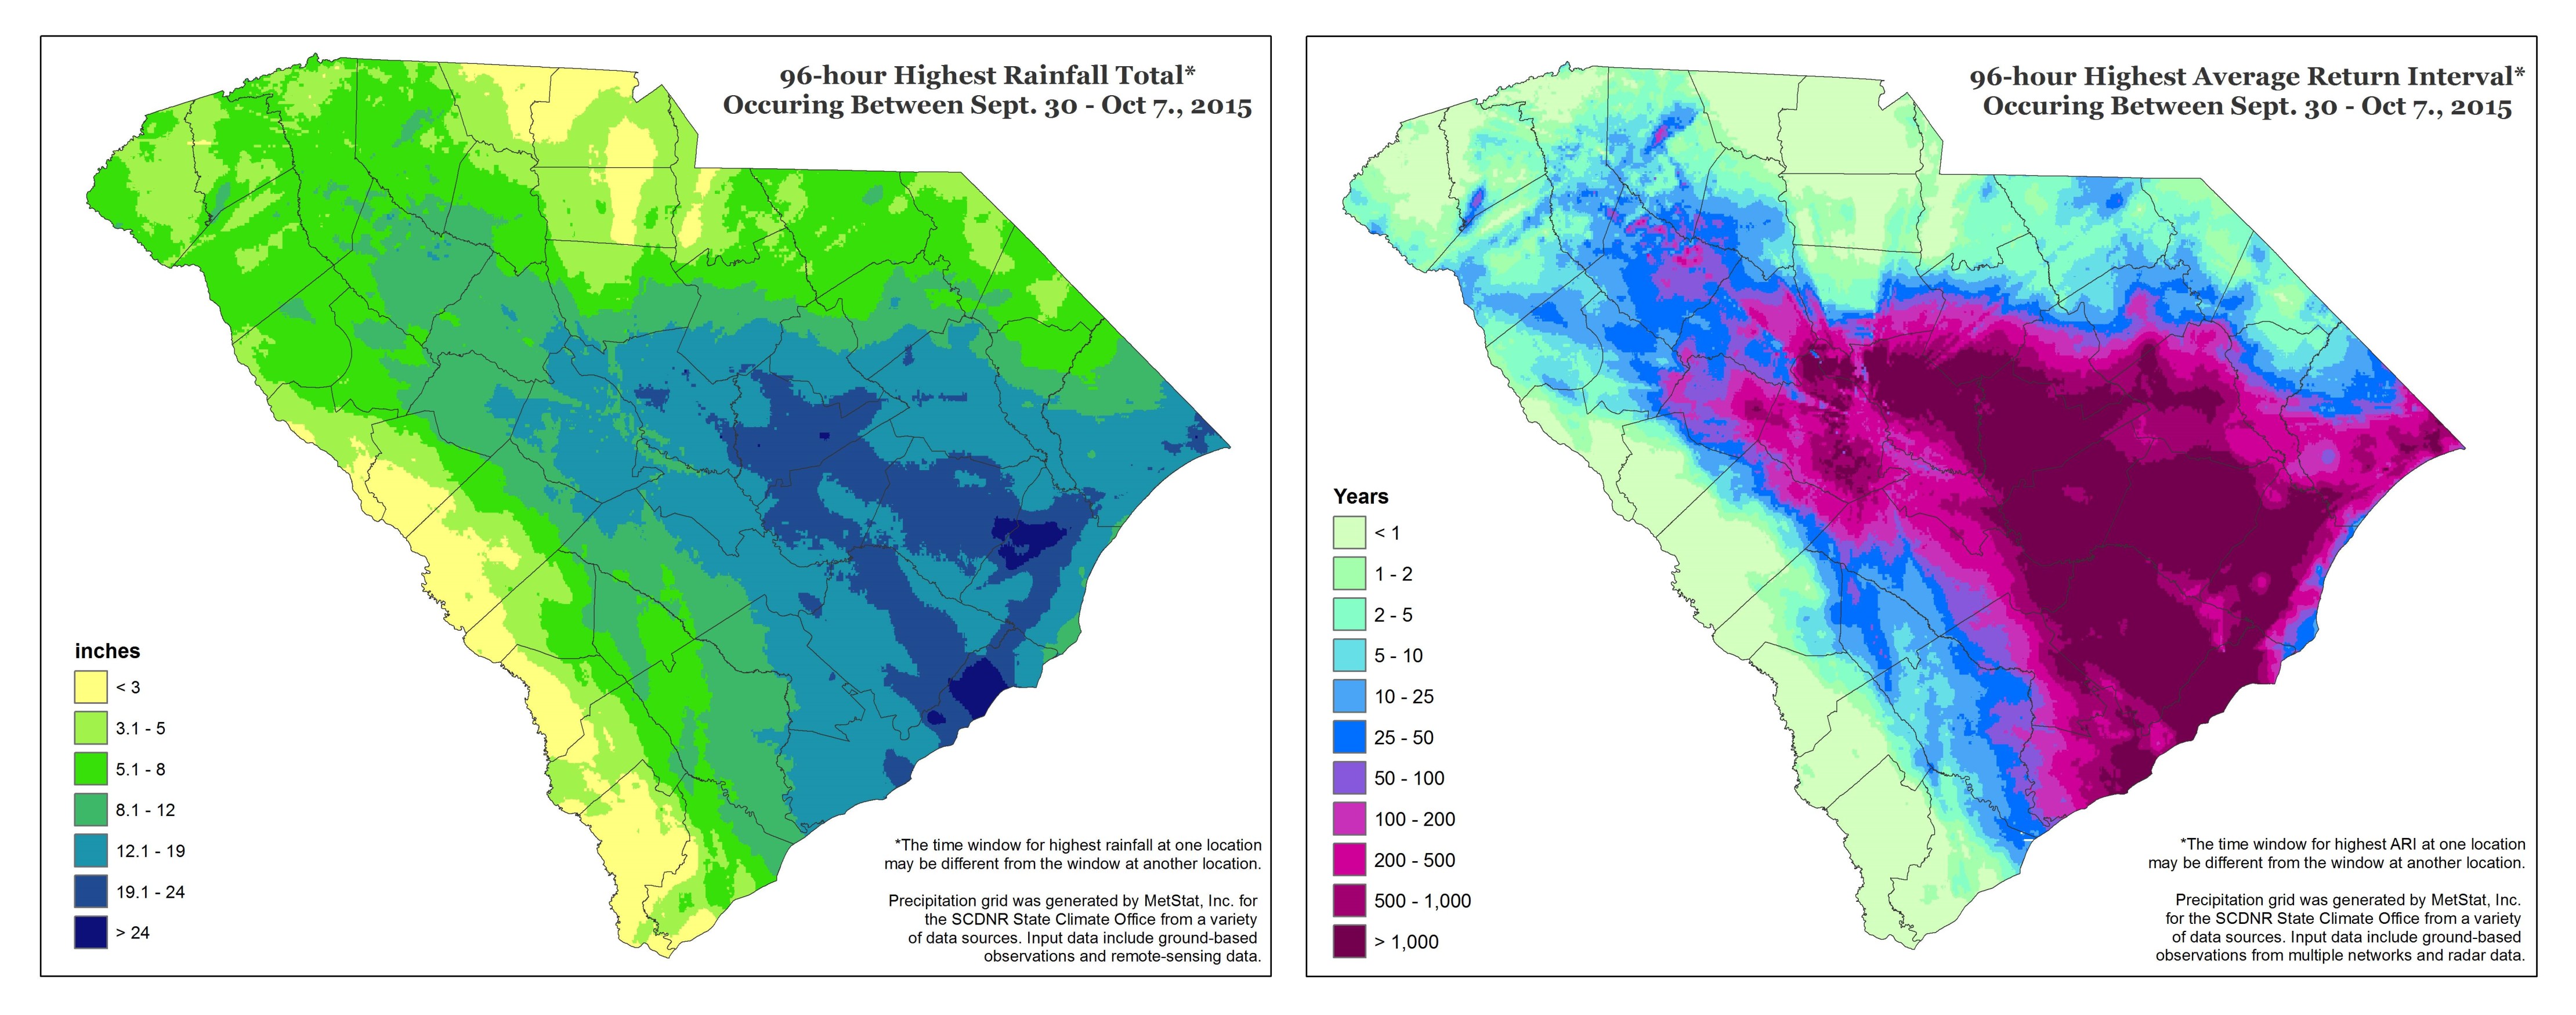 96-hour Highest Rainfall Total*
Occuring Between Sept. 30 - Oct 7., 2015
inches
< 3
3.1 - 5
5.1 - 8
8.1 - 12
12.1 - 19
19.1 - 24
> 24
*The time window for highest rainfall at one location
may be different from the window at another location.
Precipitation grid was generated by MetStat, Inc. for
the SCDNR State Climate Office from a variety
of data sources. Input data include ground-based
observations and remote-sensing data.
96-hour Highest Average Return Interval*
Occuring Between Sept. 30 - Oct 7., 2015
Years
< 1
1 - 2
2 - 5
5 - 10
10 - 25
25 - 50
50 - 100
100 - 200
200 - 500
500 - 1,000
> 1,000
*The time window for highest ARI at one location
may be different from the window at another location.
Precipitation grid was generated by MetStat, Inc.
for the SCDNR State Climate Office from a variety
of data sources. Input data include ground-based
observations from multiple networks and radar data.